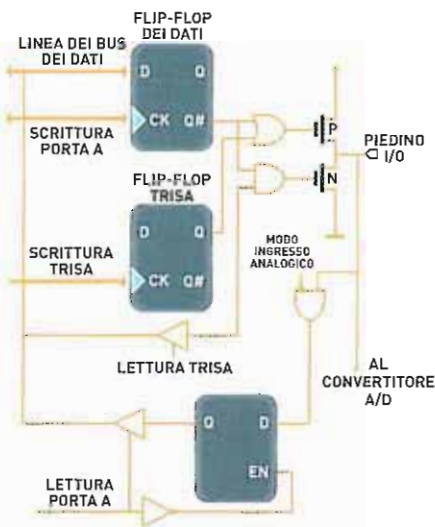 FLIP-FLOP
DEI DATI
LINEA DEI BUS
DEI DATI
D
Q
CK
Q#
SCRITTURA
PORTA A
P
PIEDINO
I/O
N
FLIP-FLOP
TRISA
D
Q
CK
Q#
SCRITTURA
TRISA
MODO
INGRESSO
ANALOGICO
LETTURA TRISA
AL
CONVERTITORE
A/D
Q
D
EN
LETTURA
PORTA A